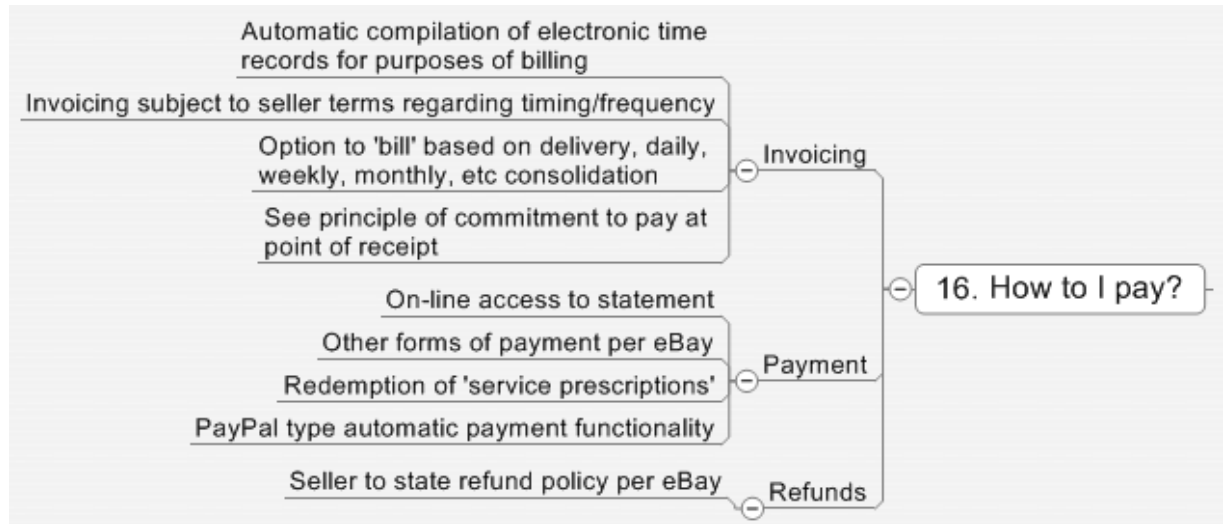 Automatic compilation of electronic time
records for purposes of billing
Invoicing subject to seller terms regarding timing/frequency
Option to 'bill' based on delivery, daily,
weekly, monthly, etc consolidation
See principle of commitment to pay at
point of receipt
Invoicing
On-line access to statement
Other forms of payment per eBay
Redemption of 'service prescriptions'
PayPal type automatic payment functionality
Payment
Seller to state refund policy per eBay
Refunds
16. How to I pay?